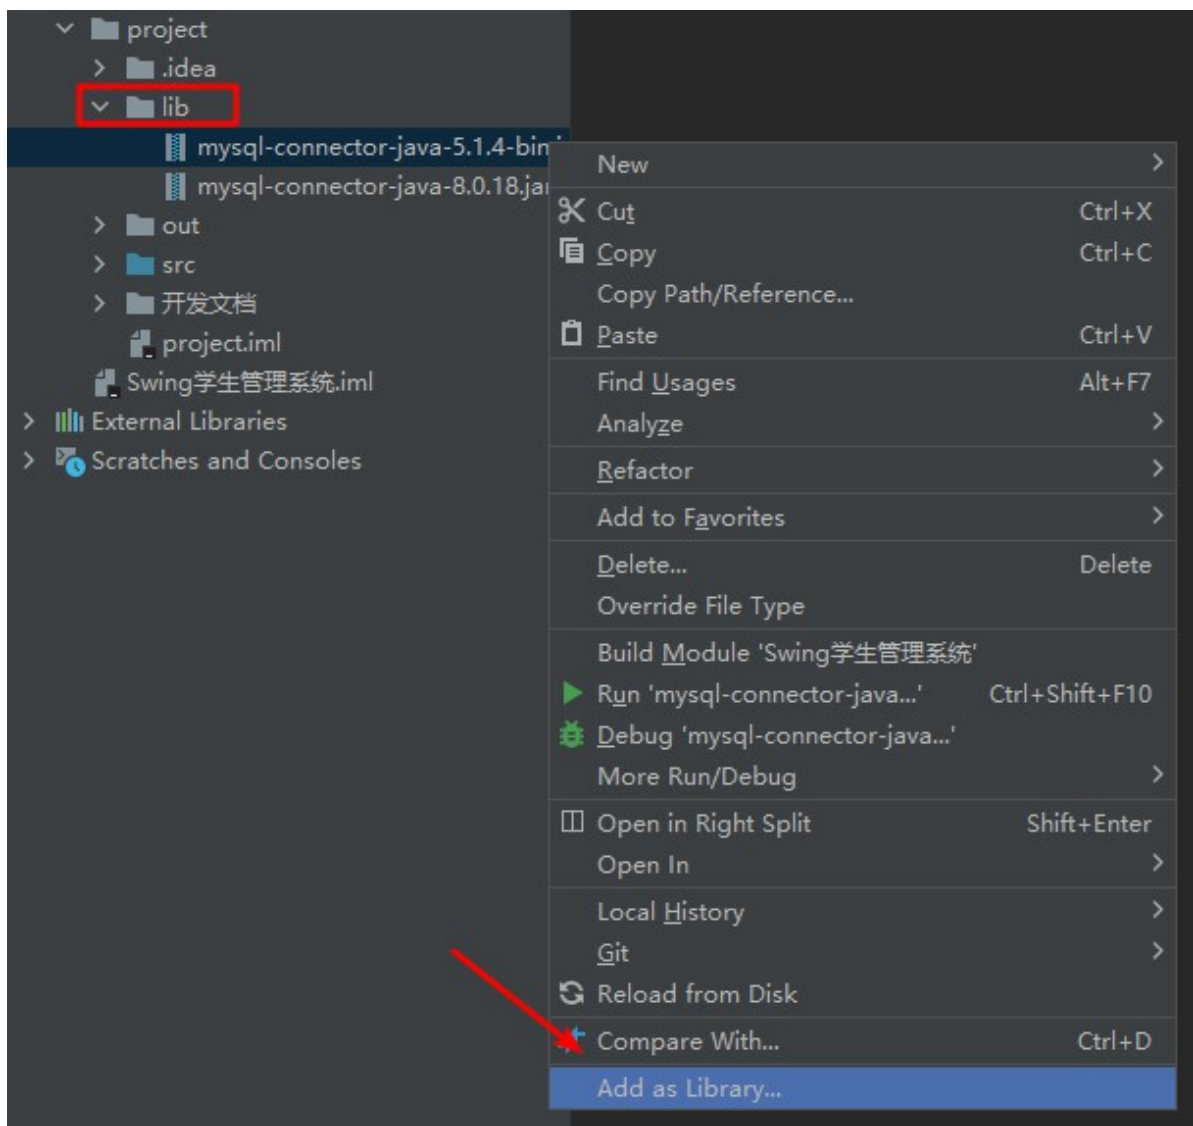 project
.idea
lib
mysql-connector-java-5.1.4-bin
mysql-connector-java-8.0.18.ja
out
src
开发文档
project.iml
Swing学生管理系统.iml
External Libraries
Scratches and Consoles
New
Cut Ctrl+X
Copy Ctrl+C
Copy Path/Reference...
Paste Ctrl+V
Find Usages Alt+F7
Analyze
Refactor
Add to Favorites
Delete... Delete
Override File Type
Build Module 'Swing学生管理系统'
Run 'mysql-connector-java...' Ctrl+Shift+F10
Debug 'mysql-connector-java...'
More Run/Debug
Open in Right Split Shift+Enter
Open In
Local History
Git
Reload from Disk
Compare With... Ctrl+D
Add as Library...